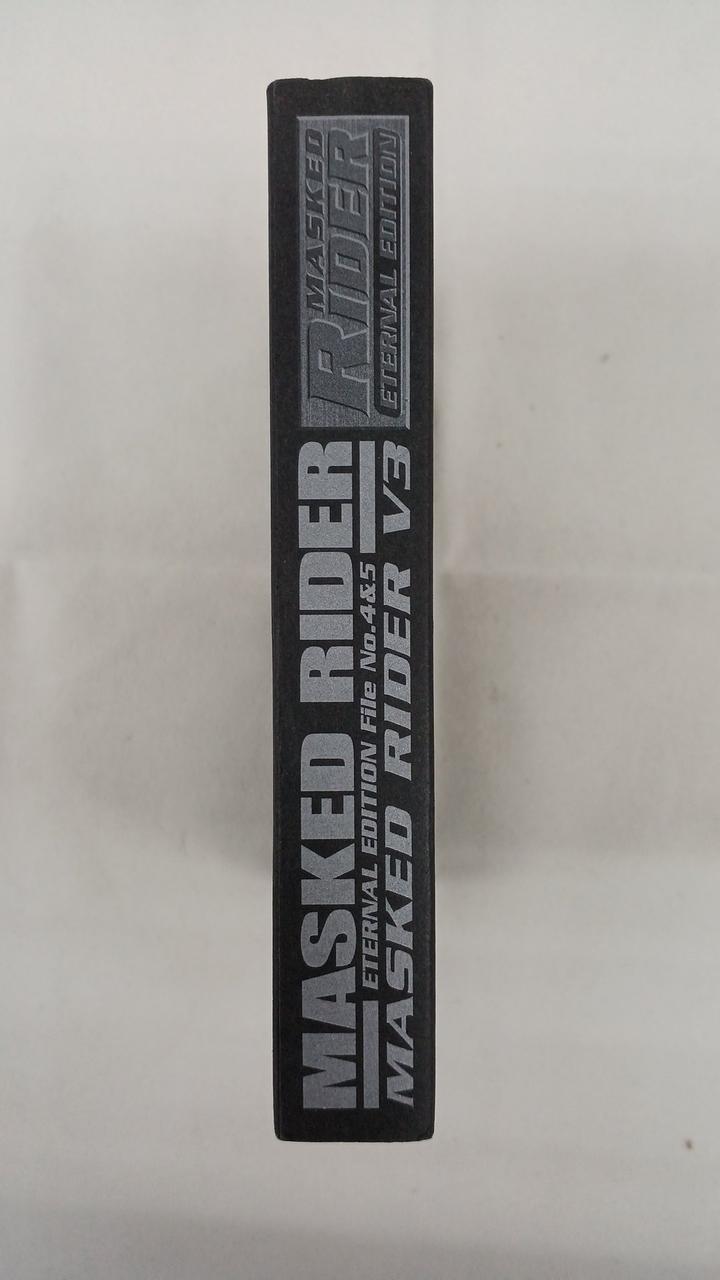 MASKED
RIDER
ETERNAL EDITION
MASKED RIDER
ETERNAL EDITION File No.4&5
MASKED RIDER V3